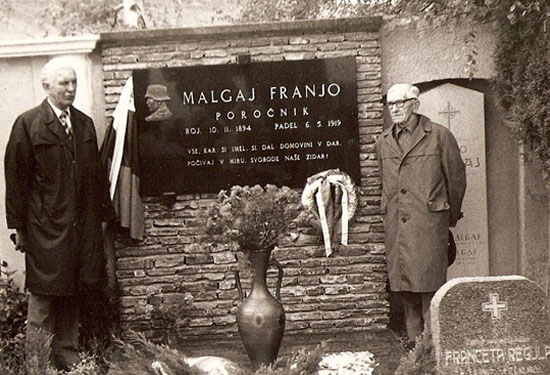 MALGAJ FRANJO
POROČNIK
ROJ. 10. 11. 1894 PADEL 6. 5. 1919
VSE, KAR SI IMEL, SI DAL DOMOVINI V DAR,
POČIVAJ V MIRU, SVOBODE NAŠE ZIDAR!
MALGAJ
FRANCETA REGULA